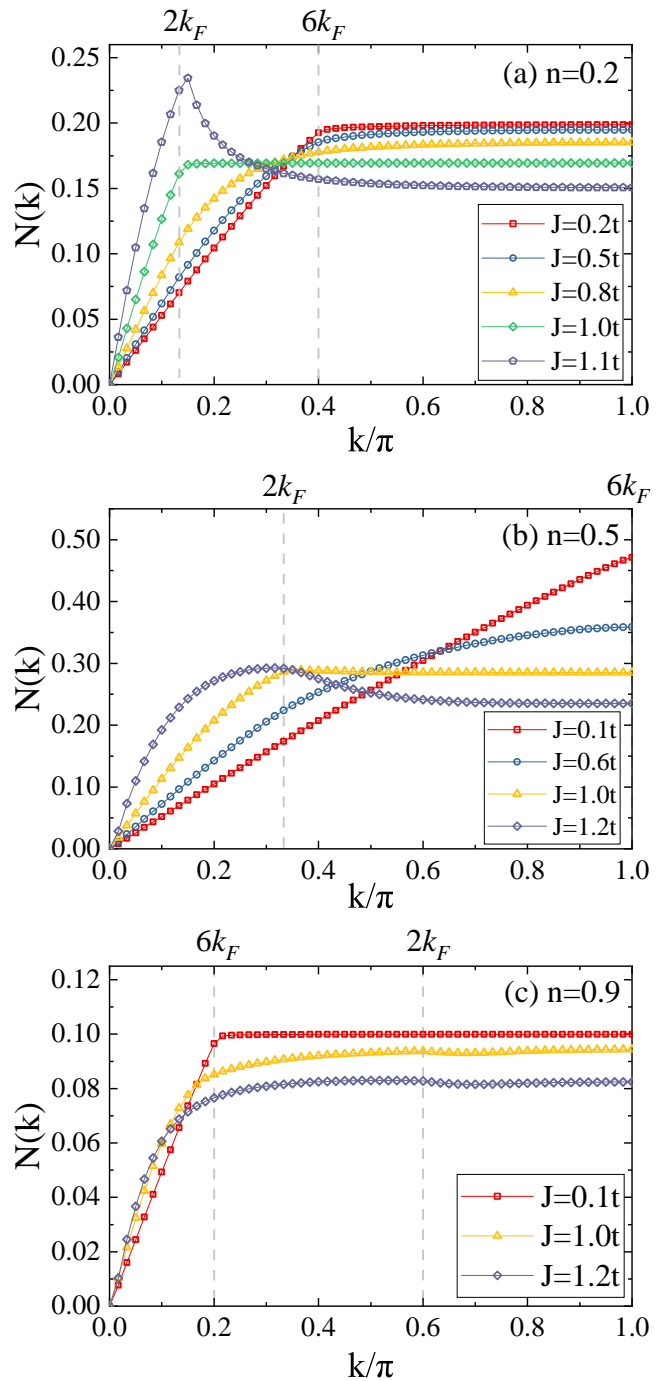 2k_F 6k_F
(a) n=0.2
N(k)
0.25
0.20
0.15
0.10
0.05
0.00
J=0.2t
J=0.5t
J=0.8t
J=1.0t
J=1.1t
0.0 0.2 0.4 0.6 0.8 1.0
k/π
2k_F 6k_F
(b) n=0.5
N(k)
0.50
0.40
0.30
0.20
0.10
0.00
J=0.1t
J=0.6t
J=1.0t
J=1.2t
0.0 0.2 0.4 0.6 0.8 1.0
k/π
6k_F 2k_F
(c) n=0.9
N(k)
0.12
0.10
0.08
0.06
0.04
0.02
0.00
J=0.1t
J=1.0t
J=1.2t
0.0 0.2 0.4 0.6 0.8 1.0
k/π